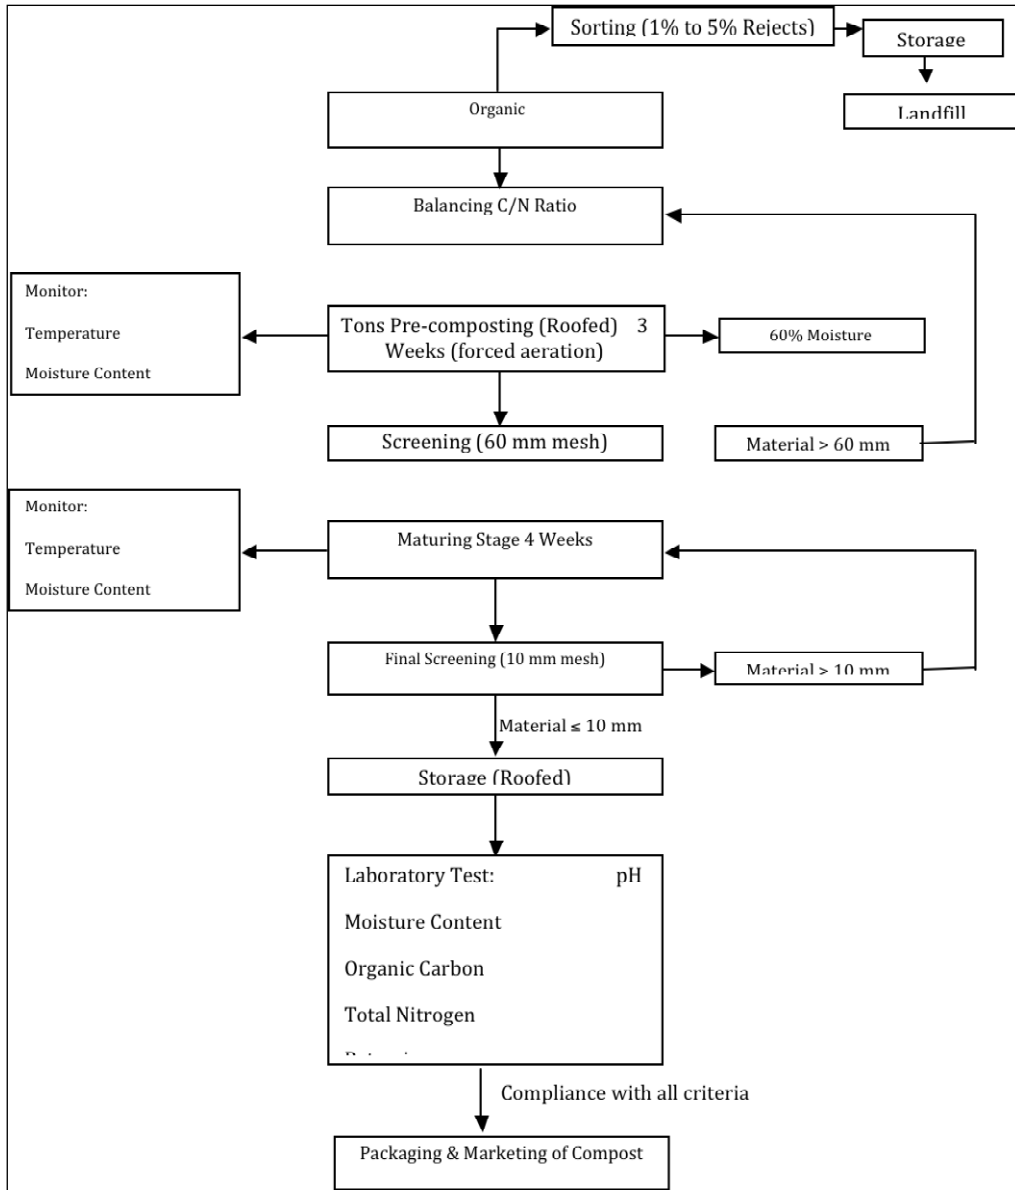 Sorting (1% to 5% Rejects)
Storage
Landfill
Organic
Balancing C/N Ratio
Monitor:
Temperature
Moisture Content
Tons Pre-composting (Roofed) 3
Weeks (forced aeration)
60% Moisture
Screening (60 mm mesh)
Material > 60 mm
Monitor:
Temperature
Moisture Content
Maturing Stage 4 Weeks
Final Screening (10 mm mesh)
Material > 10 mm
Material ≤ 10 mm
Storage (Roofed)
Laboratory Test: pH
Moisture Content
Organic Carbon
Total Nitrogen
Compliance with all criteria
Packaging & Marketing of Compost